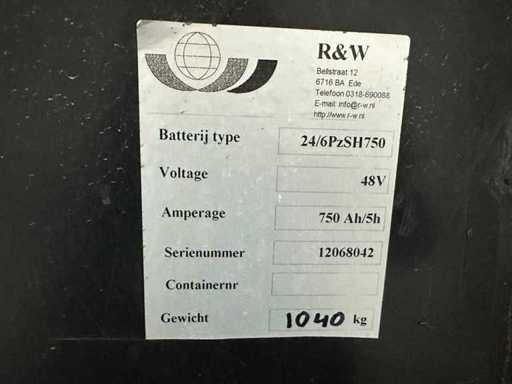 R&W
Bellstraat 12
6716 BA Ede
Telefoon 0318-690088
E-mail: info@r-w.nl
http://www.r-w.nl
Batterij type 24/6PzSH750
Voltage 48V
Amperage 750 Ah/5h
Serienummer 12068042
Containernr
Gewicht 1040 kg